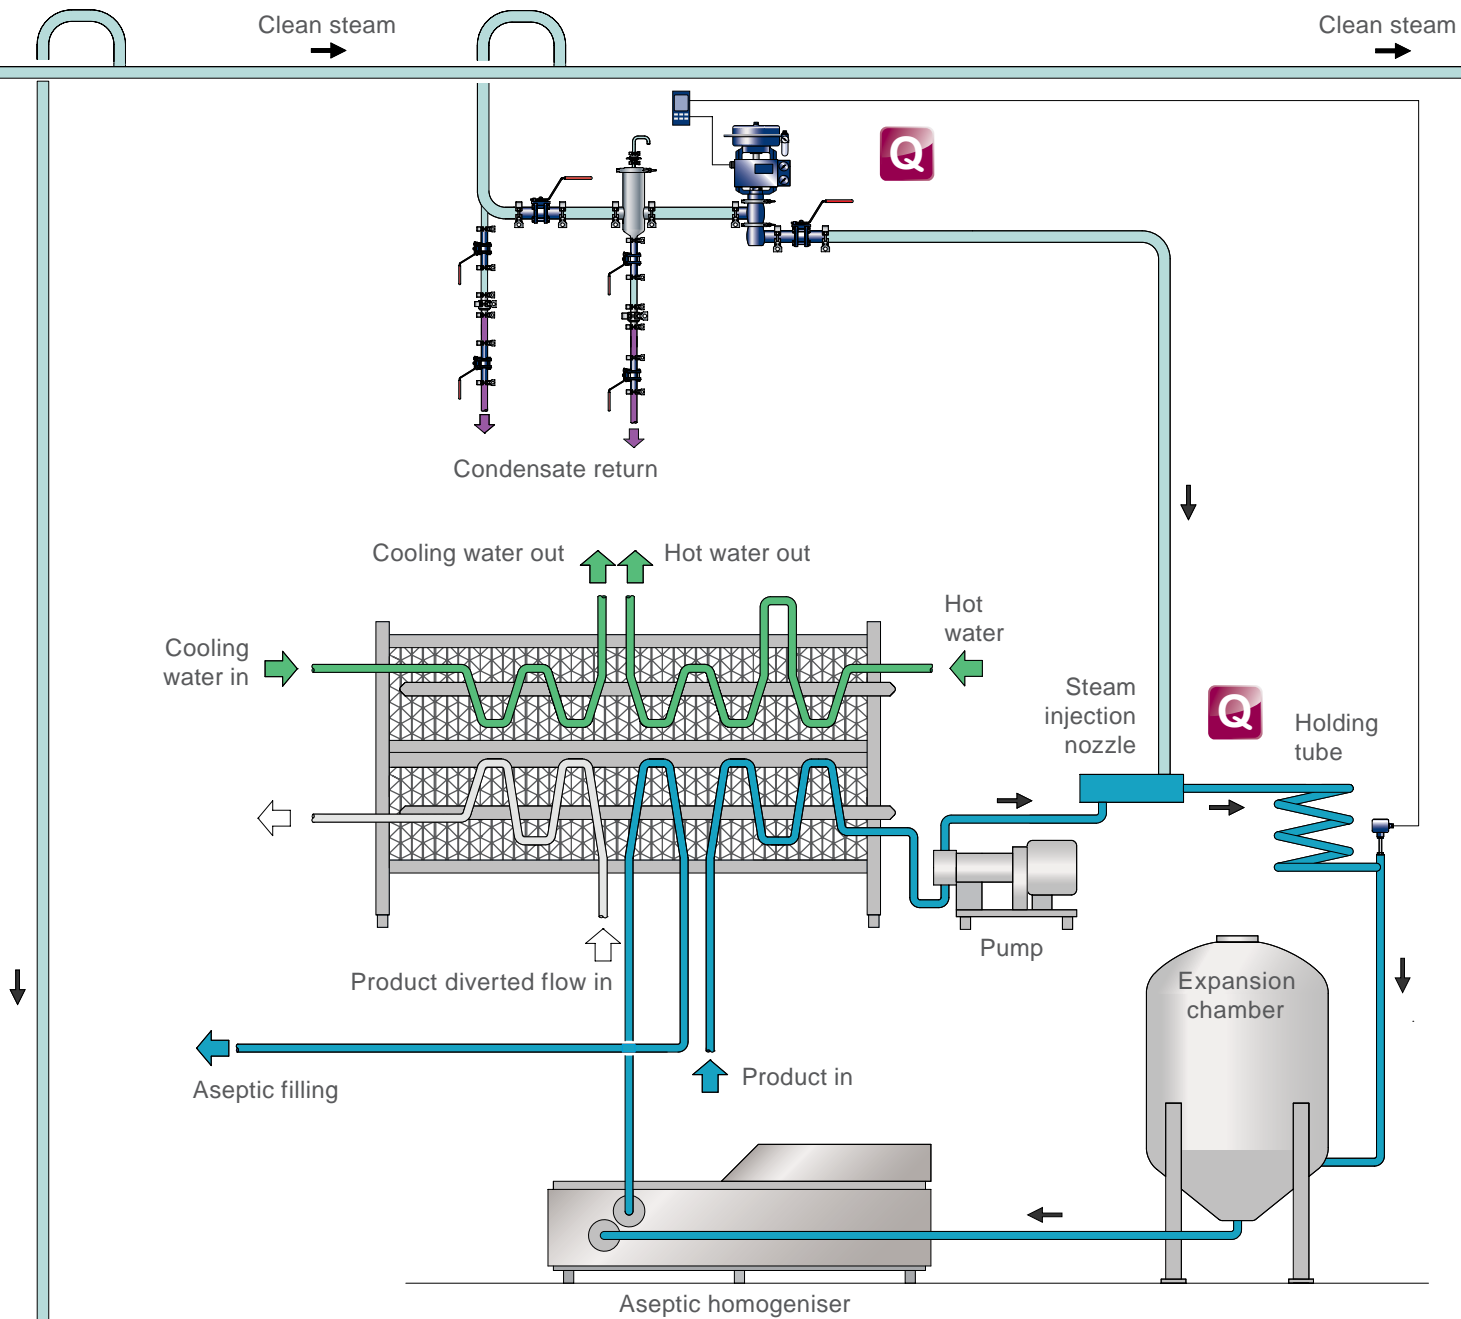 Clean steam
Clean steam
Q
Condensate return
Cooling water out
Hot water out
Hot
water
Cooling
water in
Steam
injection
nozzle
Q
Holding
tube
Pump
Product diverted flow in
Expansion
chamber
Product in
Aseptic filling
Aseptic homogeniser